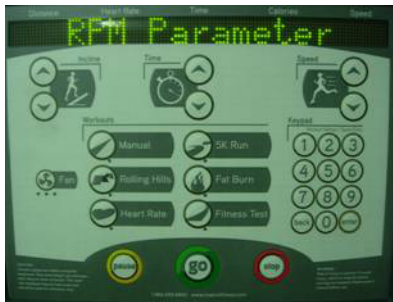 Distance Heart Rate Time Calories Speed
RFM Parameter
Incline Time Speed
Workouts Keypad
Manual 5K Run
1 2 3
Rolling Hills Fat Burn
4 5 6
Fan
7 8 9
Heart Rate Fitness Test
back 0 enter
pause go stop